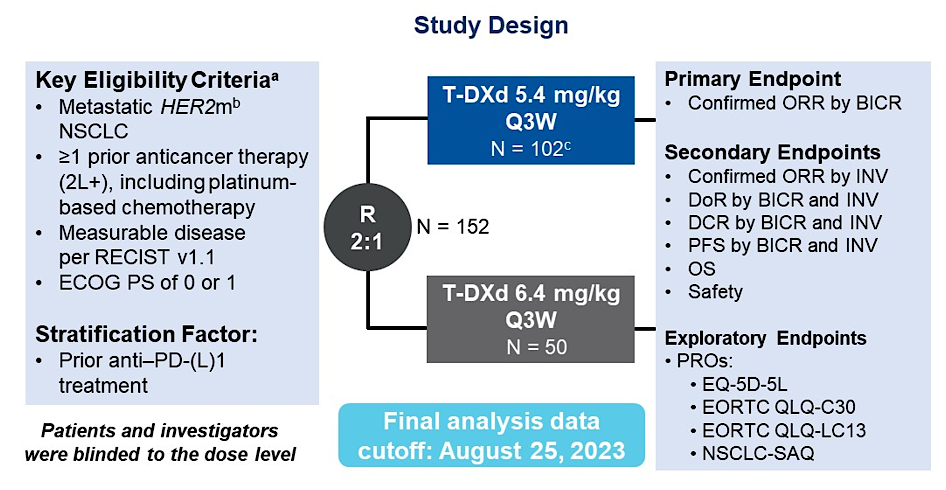 Study Design
Key Eligibility Criteriaᵃ
• Metastatic HER2mᵇ
NSCLC
• ≥1 prior anticancer therapy
(2L+), including platinum-
based chemotherapy
• Measurable disease
per RECIST v1.1
• ECOG PS of 0 or 1
Stratification Factor:
• Prior anti–PD-(L)1
treatment
Patients and investigators
were blinded to the dose level
R
2:1
N = 152
T-DXd 5.4 mg/kg
Q3W
N = 102ᶜ
T-DXd 6.4 mg/kg
Q3W
N = 50
Final analysis data
cutoff: August 25, 2023
Primary Endpoint
• Confirmed ORR by BICR
Secondary Endpoints
• Confirmed ORR by INV
• DoR by BICR and INV
• DCR by BICR and INV
• PFS by BICR and INV
• OS
• Safety
Exploratory Endpoints
• PROs:
• EQ-5D-5L
• EORTC QLQ-C30
• EORTC QLQ-LC13
• NSCLC-SAQ